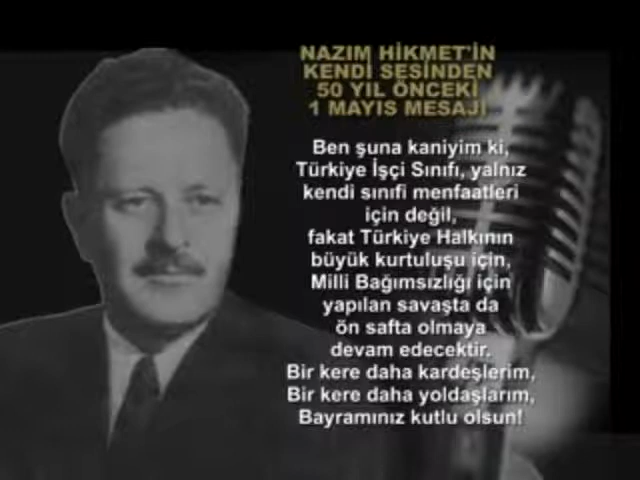 NAZIM HİKMET'İN
KENDİ SESİNDEN
50 YIL ÖNCEKİ
1 MAYIS MESAJI
Ben şuna kaniyim ki,
Türkiye İşçi Sınıfı, yalnız
kendi sınıfi menfaatleri
için değil,
fakat Türkiye Halkının
büyük kurtuluşu için,
Milli Bağımsızlığı için
yapılan savaşta da
ön safta olmaya
devam edecektir.
Bir kere daha kardeşlerim,
Bir kere daha yoldaşlarım,
Bayramınız kutlu olsun!